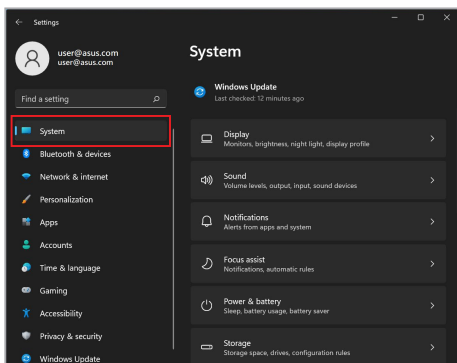 Settings
user@asus.com
user@asus.com
Find a setting
System
Bluetooth & devices
Network & internet
Personalization
Apps
Accounts
Time & language
Gaming
Accessibility
Privacy & security
Windows Update
System
Windows Update
Last checked: 12 minutes ago
Display
Monitors, brightness, night light, display profile
Sound
Volume levels, output, input, sound devices
Notifications
Alerts from apps and system
Focus assist
Notifications, automatic rules
Power & battery
Sleep, battery usage, battery saver
Storage
Storage space, drives, configuration rules